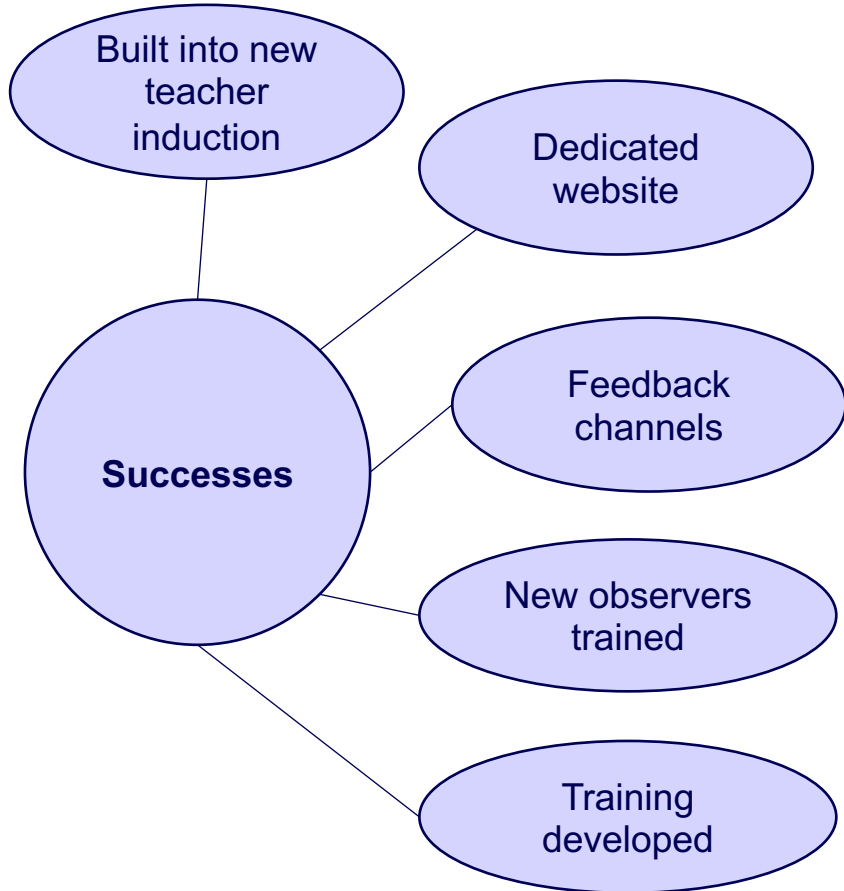 Built into new
teacher
induction
Dedicated
website
Feedback
channels
Successes
New observers
trained
Training
developed